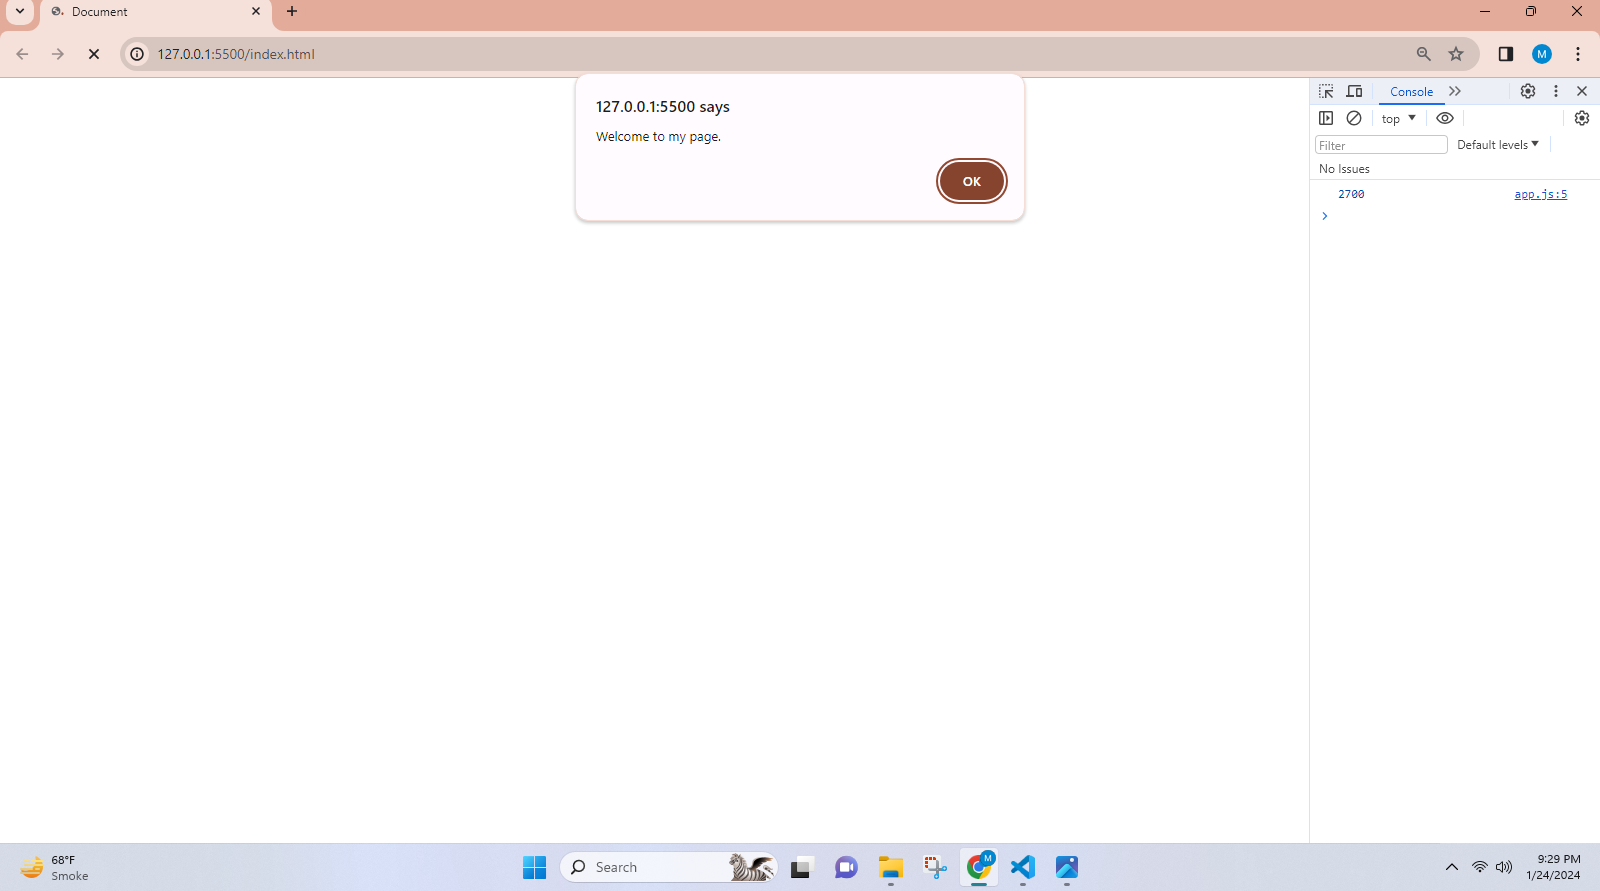 Document
127.0.0.1:5500/index.html
M
127.0.0.1:5500 says
Welcome to my page.
OK
Console
top
Filter
Default levels
No Issues
2700 app.js:5
68°F
Smoke
Search
M
9:29 PM
1/24/2024